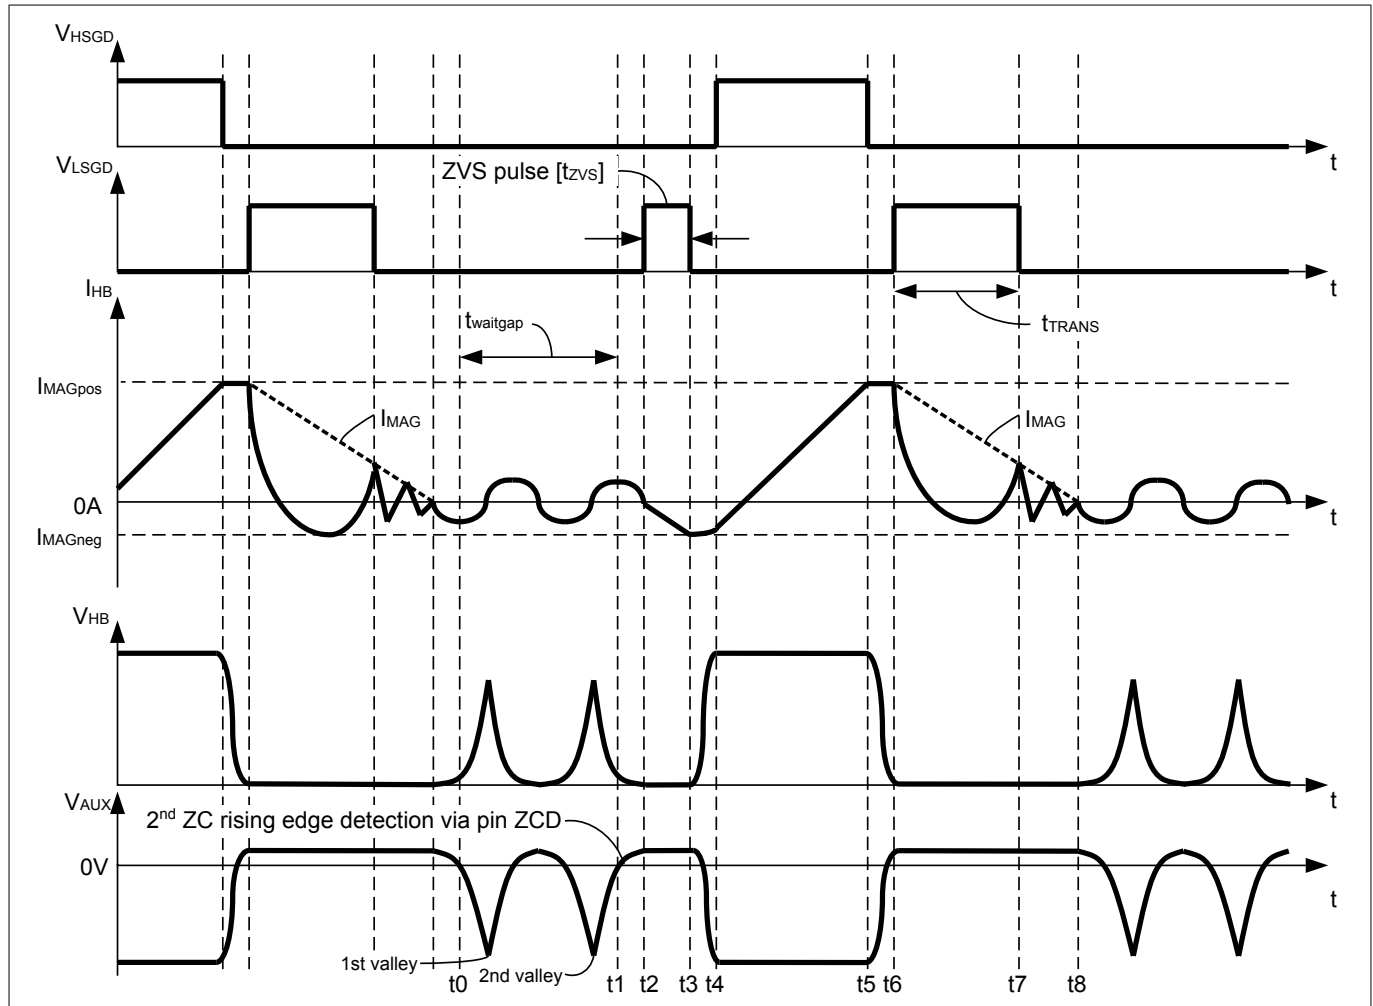 VHSGD
t
VLSGD
ZVS pulse [tZVS]
t
IHB
twaitgap
tTRANS
IMAGpos
IMAG
IMAG
0A
t
IMAGneg
VHB
t
VAUX
2nd ZC rising edge detection via pin ZCD
0V
t
1st valley
2nd valley
t0 t1 t2 t3 t4 t5 t6 t7 t8